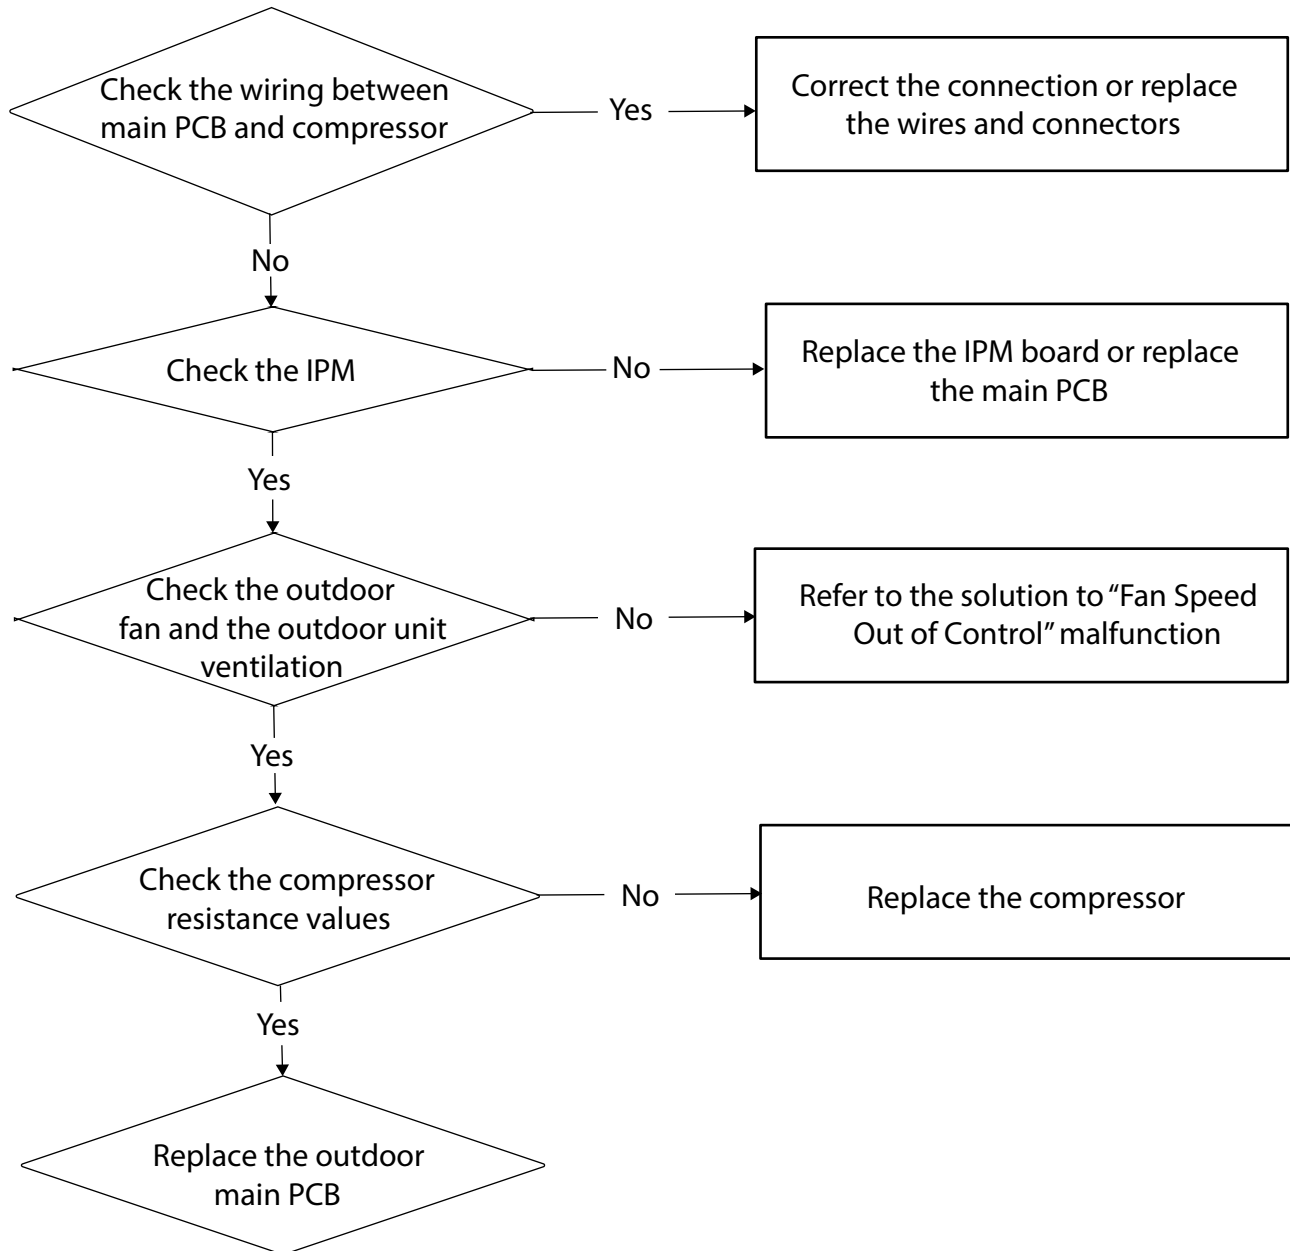 Check the wiring between
main PCB and compressor
Yes
Correct the connection or replace
the wires and connectors
No
Check the IPM
No
Replace the IPM board or replace
the main PCB
Yes
Check the outdoor
fan and the outdoor unit
ventilation
No
Refer to the solution to “Fan Speed
Out of Control” malfunction
Yes
Check the compressor
resistance values
No
Replace the compressor
Yes
Replace the outdoor
main PCB